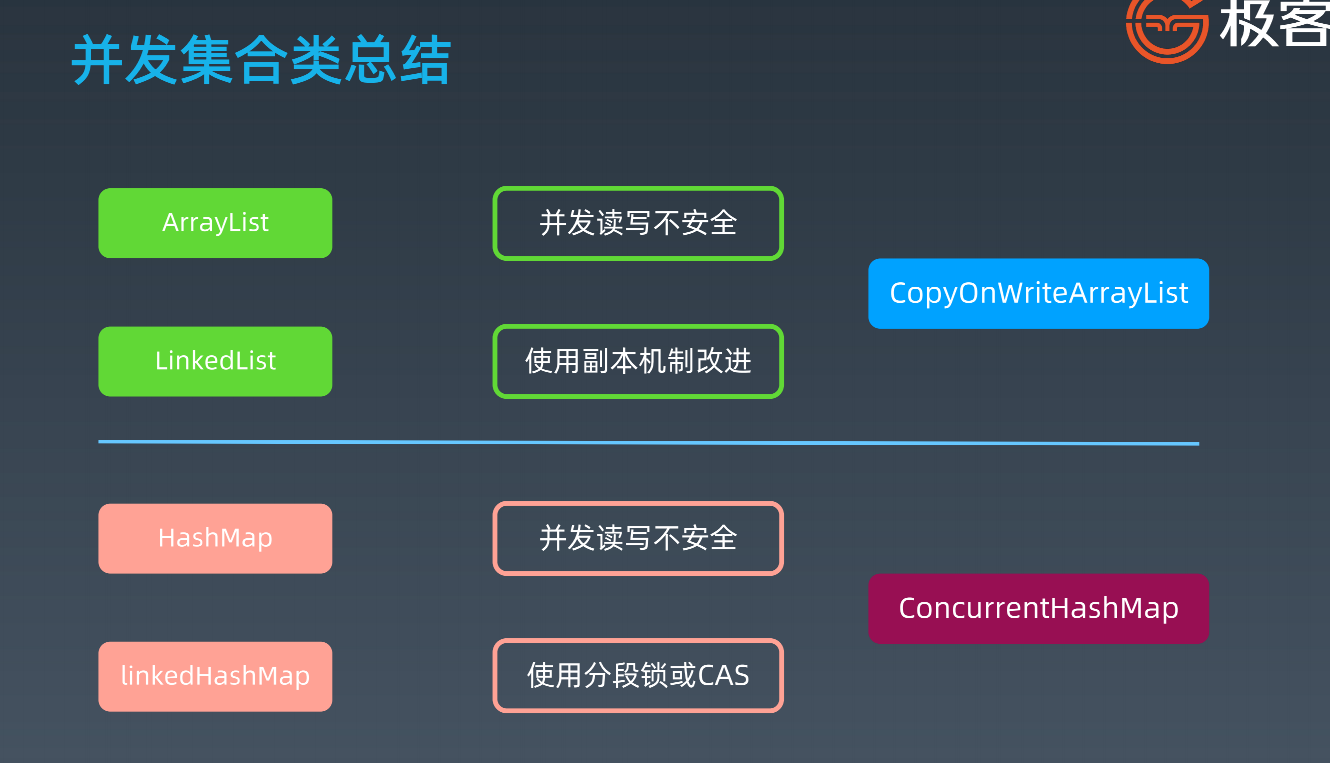 极客
并发集合类总结
ArrayList
并发读写不安全
CopyOnWriteArrayList
LinkedList
使用副本机制改进
HashMap
并发读写不安全
ConcurrentHashMap
linkedHashMap
使用分段锁或CAS